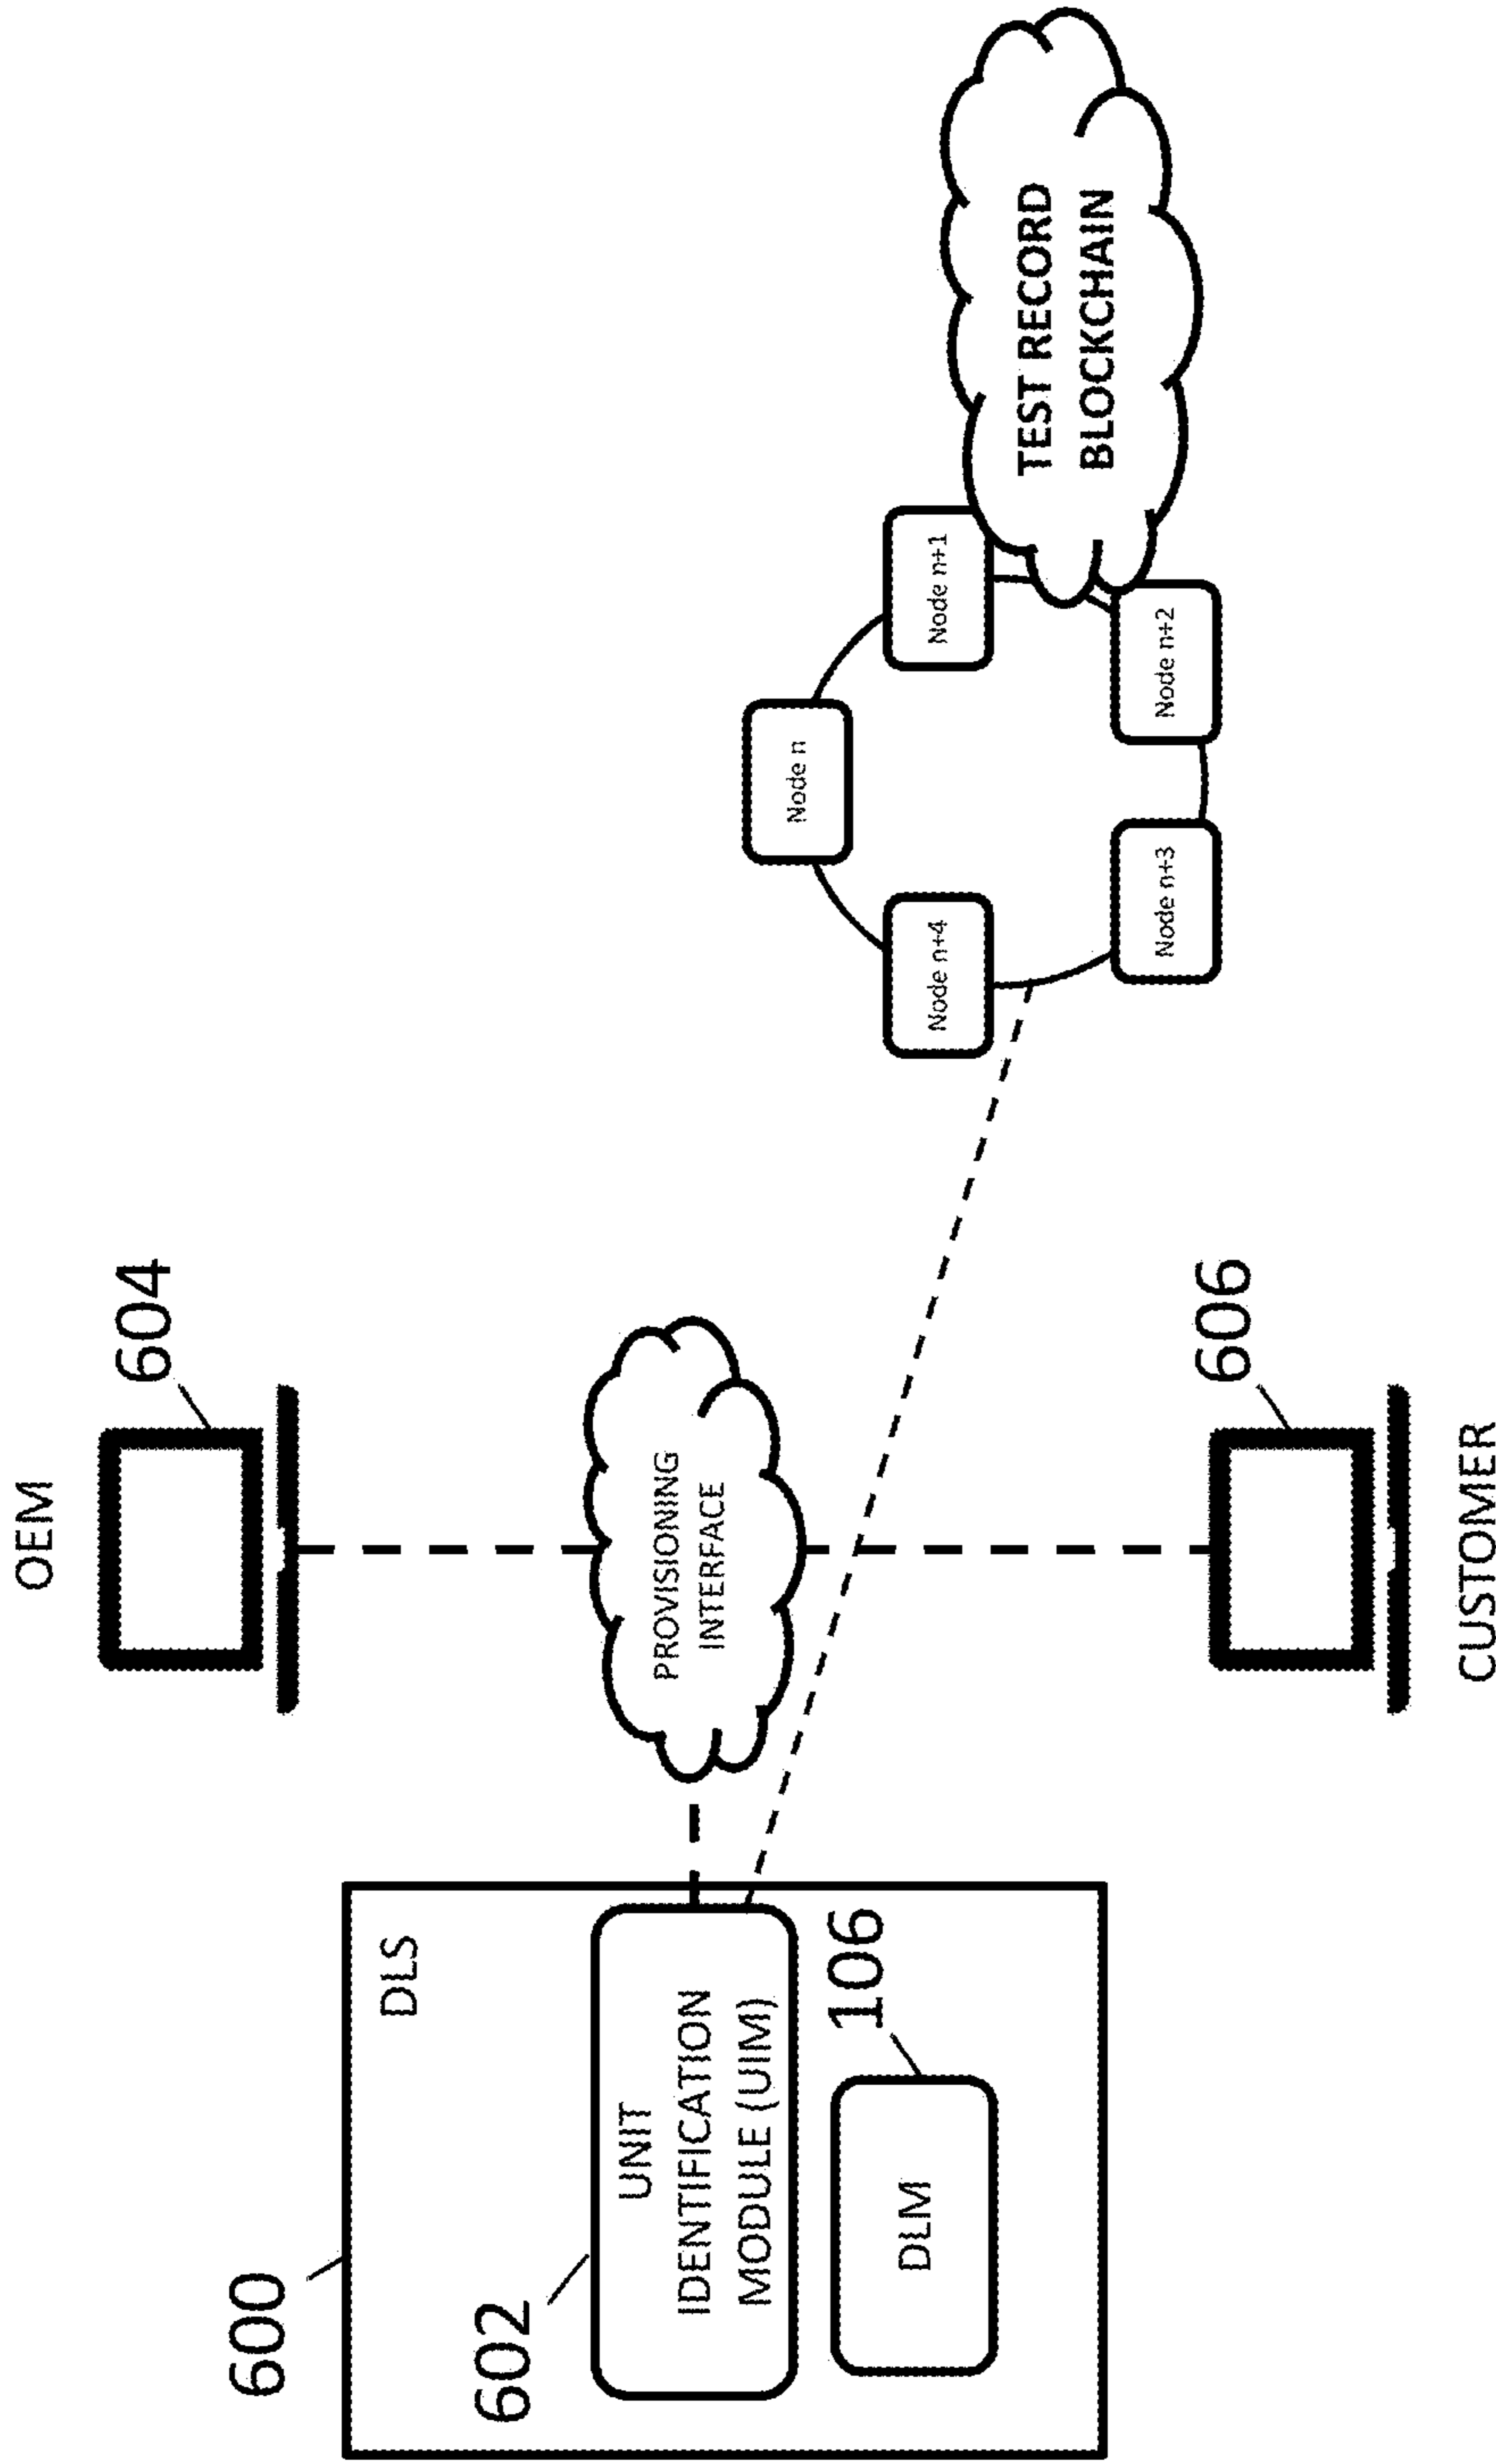 600
DLS
602
UNIT
IDENTIFICATION
MODULE (UIM)
106
DLM
OEM
604
PROVISIONING
INTERFACE
606
CUSTOMER
Node n
Node n+4
Node n+1
Node n+3
Node n+2
TEST RECORD
BLOCKCHAIN